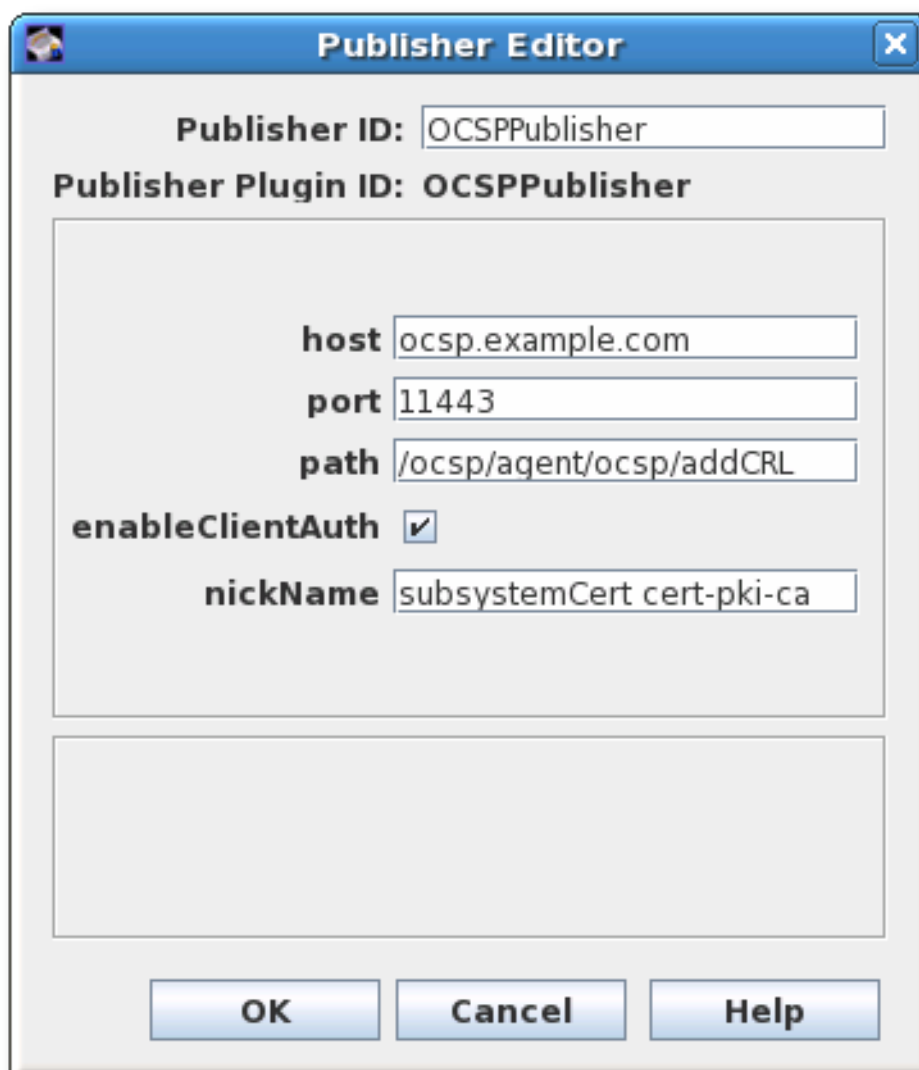 Publisher Editor
Publisher ID: OCSPPublisher
Publisher Plugin ID: OCSPPublisher
host ocsp.example.com
port 11443
path /ocsp/agent/ocsp/addCRL
enableClientAuth
nickName subsystemCert cert-pki-ca
OK Cancel Help